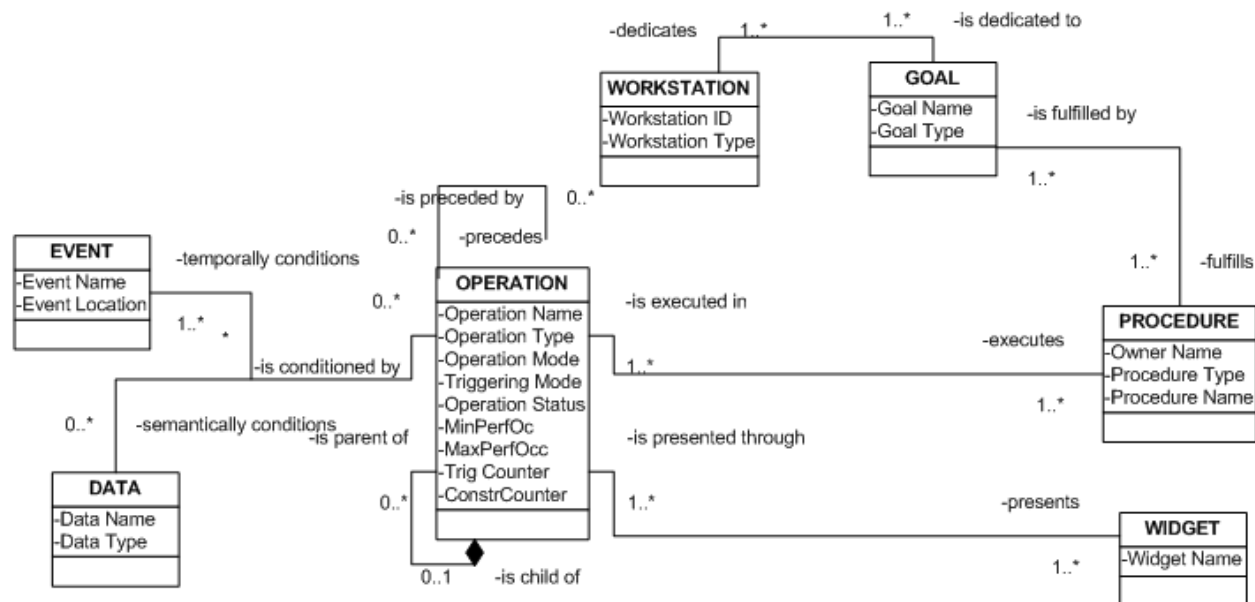 -dedicates
1..*
1..*
-is dedicated to
WORKSTATION
-Workstation ID
-Workstation Type
GOAL
-Goal Name
-Goal Type
-is fulfilled by
1..*
-is preceded by
0..*
0..*
-precedes
EVENT
-Event Name
-Event Location
-temporally conditions
1..*
*
0..*
-is conditioned by
OPERATION
-Operation Name
-Operation Type
-Operation Mode
-Triggering Mode
-Operation Status
-MinPerfOc
-MaxPerfOcc
-Trig Counter
-ConstrCounter
-is executed in
1..*
-executes
1..*
1..*
-fulfills
PROCEDURE
-Owner Name
-Procedure Type
-Procedure Name
0..*
-semantically conditions
-is parent of
-is presented through
DATA
-Data Name
-Data Type
0..*
0..1
-is child of
1..*
-presents
1..*
WIDGET
-Widget Name